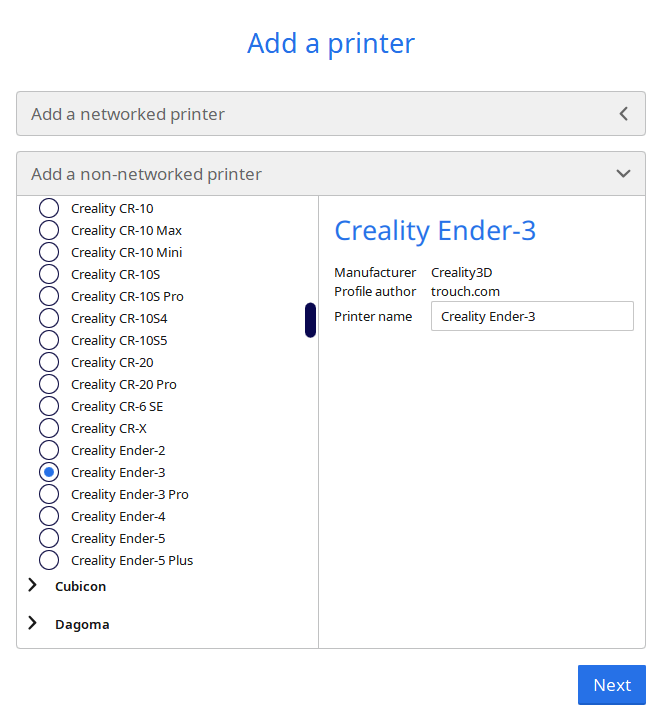 Add a printer
Add a networked printer
Add a non-networked printer
Creality CR-10
Creality CR-10 Max
Creality CR-10 Mini
Creality CR-10S
Creality CR-10S Pro
Creality CR-10S4
Creality CR-10S5
Creality CR-20
Creality CR-20 Pro
Creality CR-6 SE
Creality CR-X
Creality Ender-2
Creality Ender-3
Creality Ender-3 Pro
Creality Ender-4
Creality Ender-5
Creality Ender-5 Plus
Cubicon
Dagoma
Creality Ender-3
Manufacturer Creality3D
Profile author trouch.com
Printer name Creality Ender-3
Next